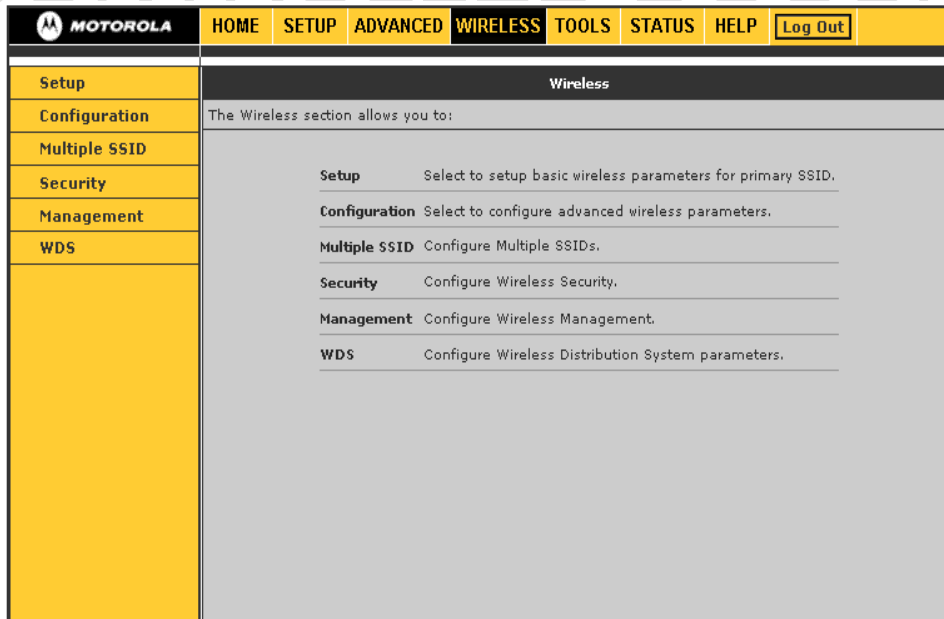 MOTOROLA HOME SETUP ADVANCED WIRELESS TOOLS STATUS HELP Log Out
Setup
Configuration
Multiple SSID
Security
Management
WDS
Wireless
The Wireless section allows you to:
Setup Select to setup basic wireless parameters for primary SSID.
Configuration Select to configure advanced wireless parameters.
Multiple SSID Configure Multiple SSIDs.
Security Configure Wireless Security.
Management Configure Wireless Management.
WDS Configure Wireless Distribution System parameters.